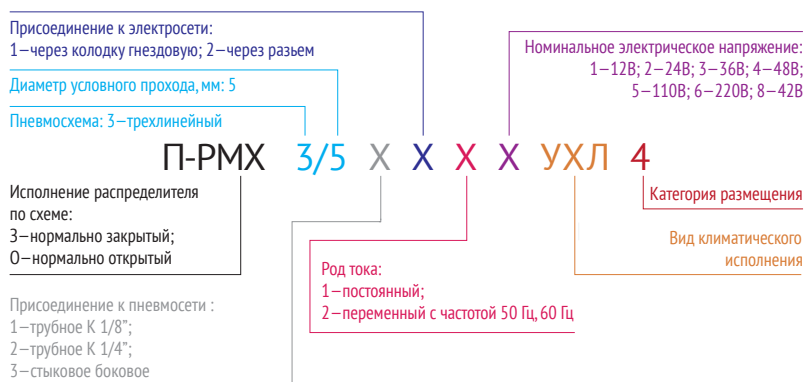 Присоединение к электросети:
1—через колодку гнездовую; 2—через разьем
Номинальное электрическое напряжение:
1—12В; 2—24В; 3—36В; 4—48В;
5—110В; 6—220В; 8—42В
Диаметр условного прохода, мм: 5
Пневмосхема: 3—трехлинейный
П-РМХ 3/5 Х Х Х Х УХЛ 4
Исполнение распределителя
по схеме:
З—нормально закрытый;
О—нормально открытый
Категория размещения
Вид климатического
исполнения
Род тока:
1—постоянный;
2—переменный с частотой 50 Гц, 60 Гц
Присоединение к пневмосети :
1—трубное К 1/8”;
2—трубное К 1/4”;
3—стыковое боковое